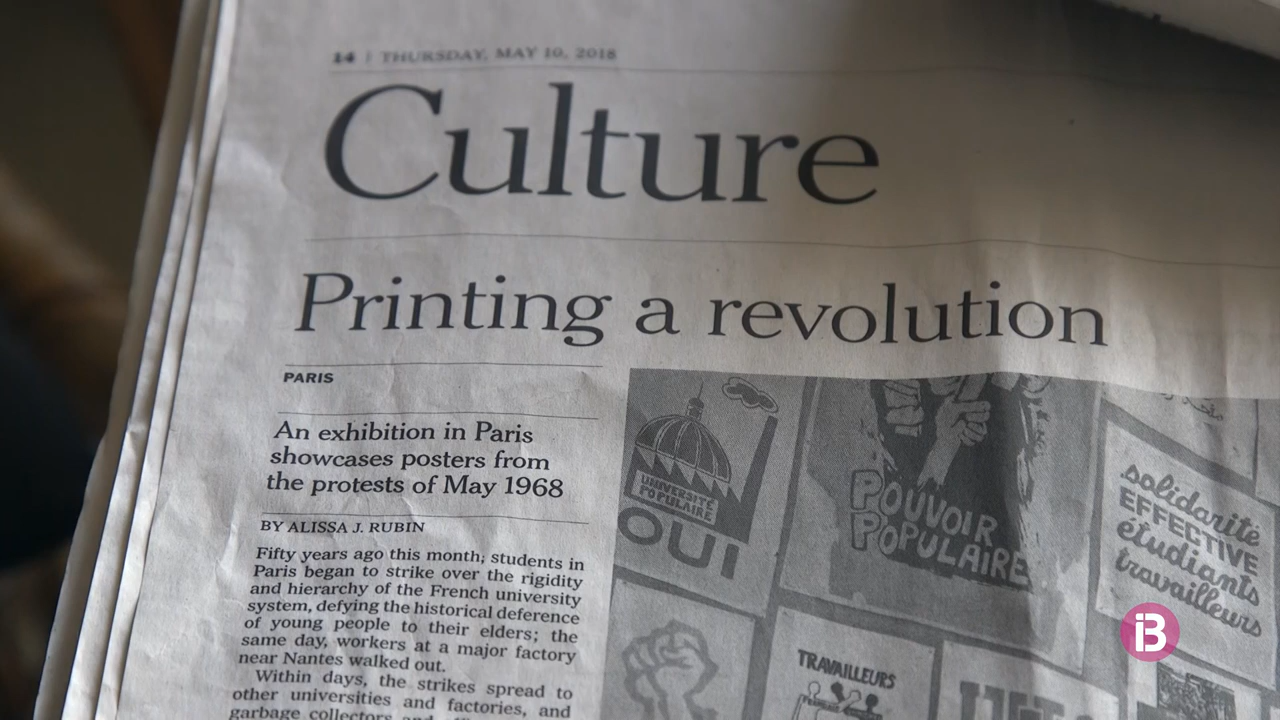 14 | THURSDAY, MAY 10, 2018
Culture
Printing a revolution
PARIS
An exhibition in Paris
showcases posters from
the protests of May 1968
BY ALISSA J. RUBIN
Fifty years ago this month, students in
Paris began to strike over the rigidity
and hierarchy of the French university
system, defying the historical deference
of young people to their elders; the
same day, workers at a major factory
near Nantes walked out.
Within days, the strikes spread to
other universities and factories, and
garbage collectors and
UNIVERSITÉ
POPULAIRE
OUI
POUVOIR
POPULAIRE
solidarité
EFFECTIVE
étudiants
travailleurs
TRAVAILLEURS
iB